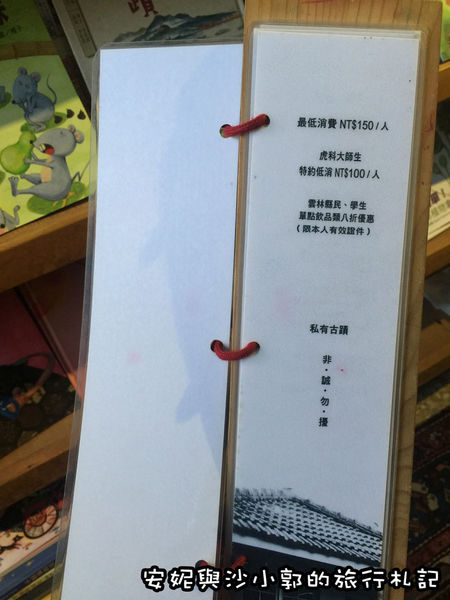 蹟
最低消費 NT$150 / 人
虎科大師生
特約低消 NT$100 / 人
雲林縣民、學生
單點飲品類八折優惠
( 限本人有效證件 )
私有古蹟
非
·
誠
·
勿
·
擾
安妮與沙小郭的旅行札記